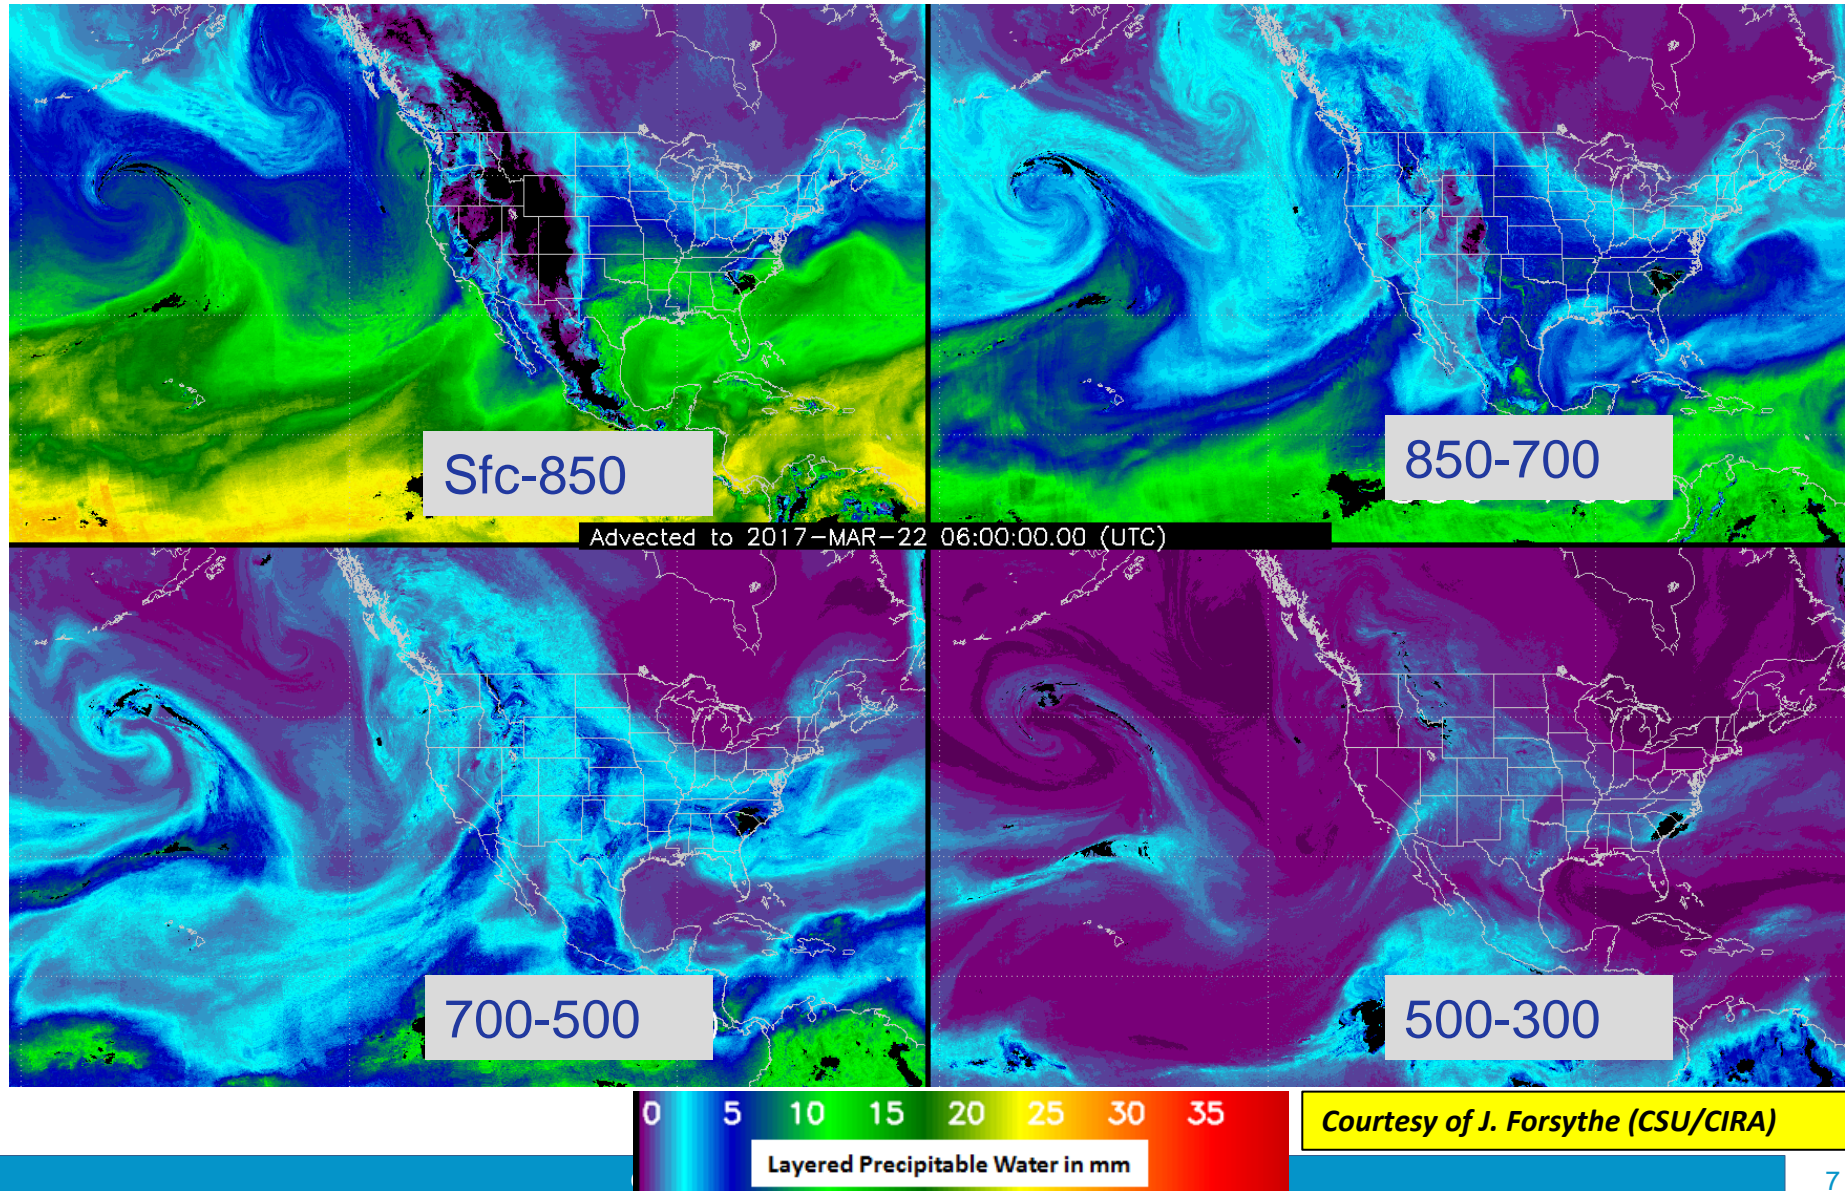 Sfc-850
850-700
Advected to 2017-MAR-22 06:00:00.00 (UTC)
700-500
500-300
0 5 10 15 20 25 30 35
Layered Precipitable Water in mm
Courtesy of J. Forsythe (CSU/CIRA)
7